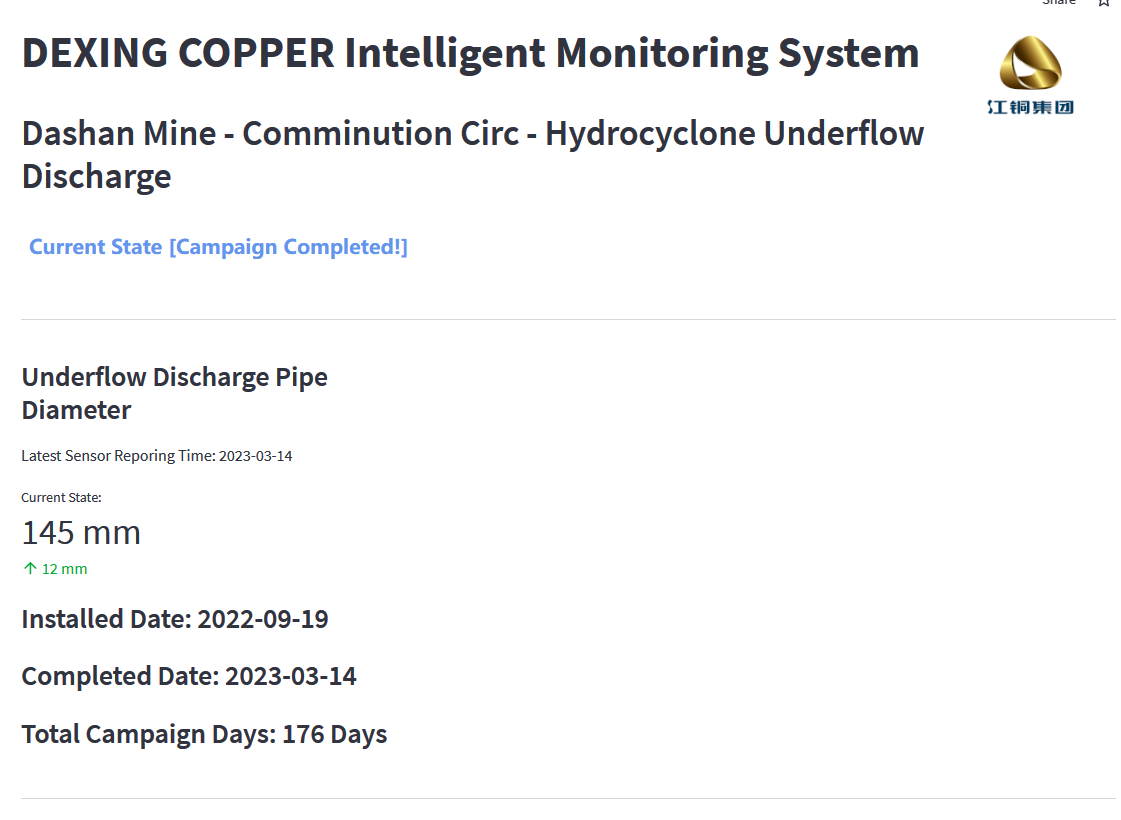 Share
DEXING COPPER Intelligent Monitoring System
江铜集团
Dashan Mine - Comminution Circ - Hydrocyclone Underflow
Discharge
Current State [Campaign Completed!]
Underflow Discharge Pipe
Diameter
Latest Sensor Reporing Time: 2023-03-14
Current State:
145 mm
↑ 12 mm
Installed Date: 2022-09-19
Completed Date: 2023-03-14
Total Campaign Days: 176 Days